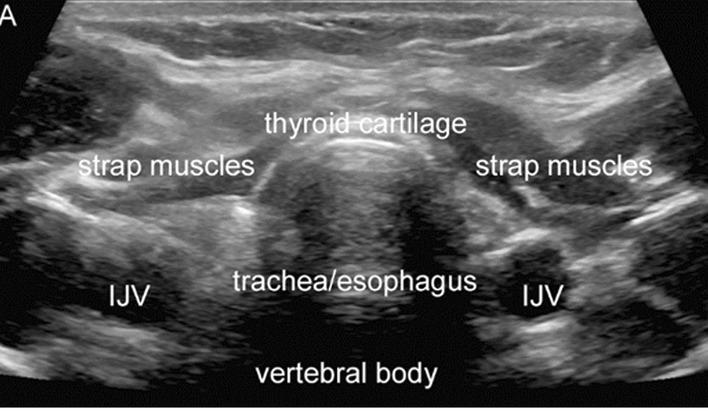 A
thyroid cartilage
strap muscles strap muscles
trachea/esophagus
IJV IJV
vertebral body